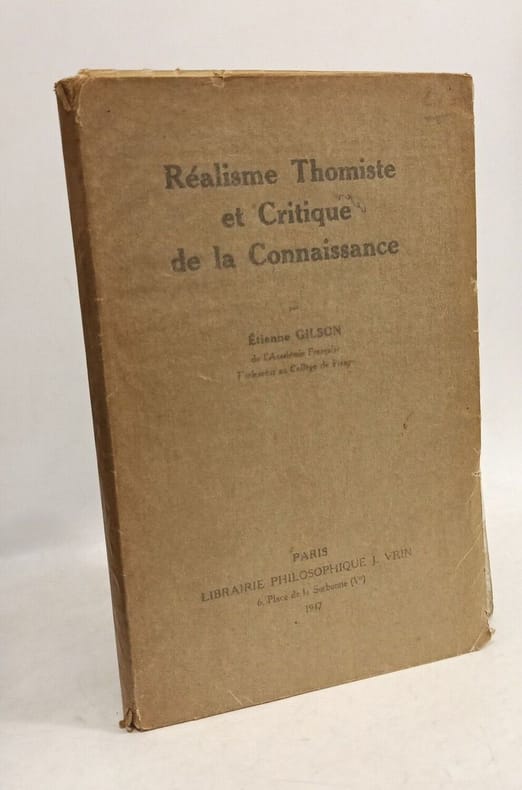 Réalisme Thomiste
et Critique
de la Connaissance
par
Étienne GILSON
de l'Académie Française
Professeur au Collège de France
PARIS
LIBRAIRIE PHILOSOPHIQUE J. VRIN
6, Place de la Sorbonne (Vᵉ)
1947